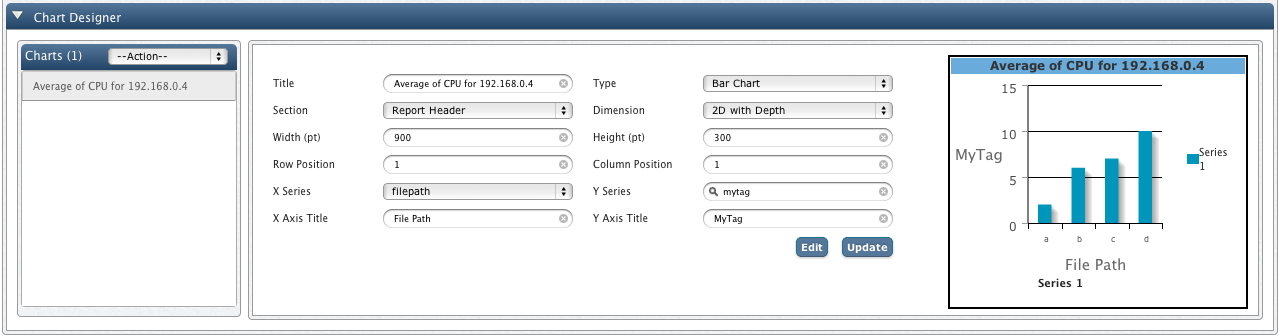 Chart Designer
Charts (1) --Action--
Average of CPU for 192.168.0.4
Title Average of CPU for 192.168.0.4 Type Bar Chart
Section Report Header Dimension 2D with Depth
Width (pt) 900 Height (pt) 300
Row Position 1 Column Position 1
X Series filepath Y Series mytag
X Axis Title File Path Y Axis Title MyTag
Edit Update
Average of CPU for 192.168.0.4
15
10
MyTag
5
0
a b c d
File Path
Series 1
Series
1